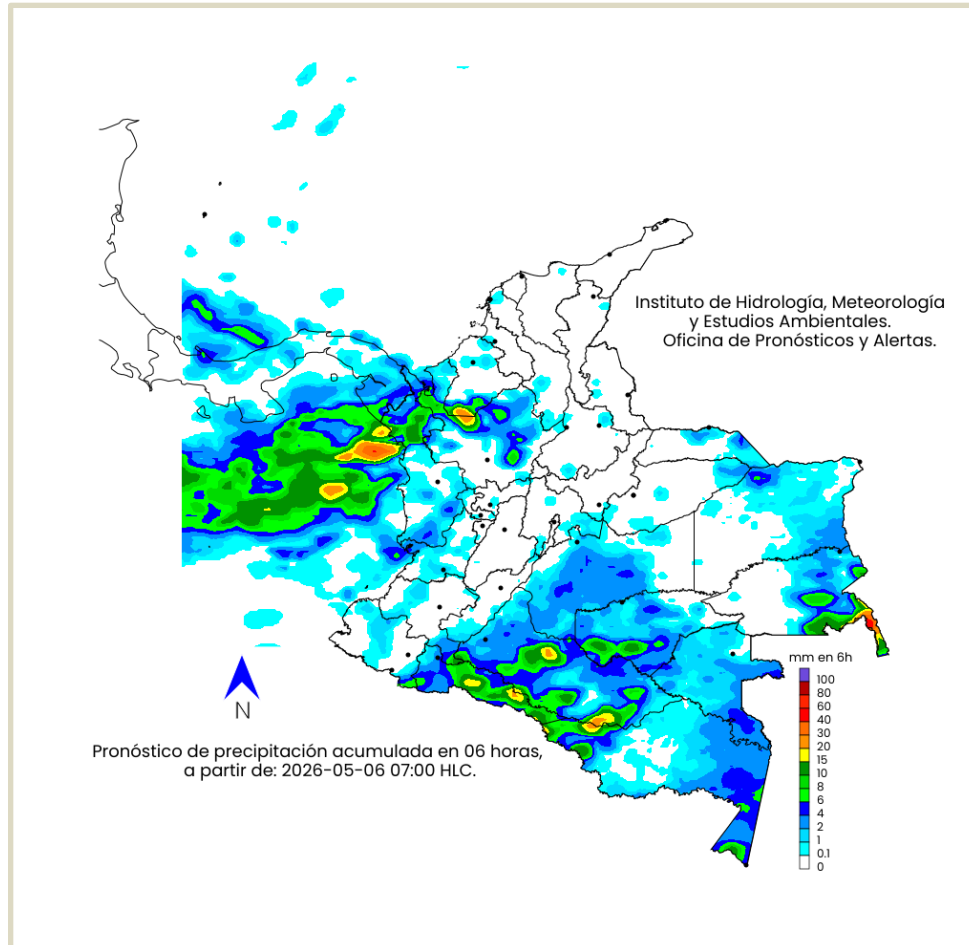 Instituto de Hidrología, Meteorología
y Estudios Ambientales.
Oficina de Pronósticos y Alertas.
D
mm en 6h
100
80
60
40
30
20
15
10
8
6
4
2
1
0.1
0
N
Pronóstico de precipitación acumulada en 06 horas,
a partir de: 2026-05-06 07:00 HLC.